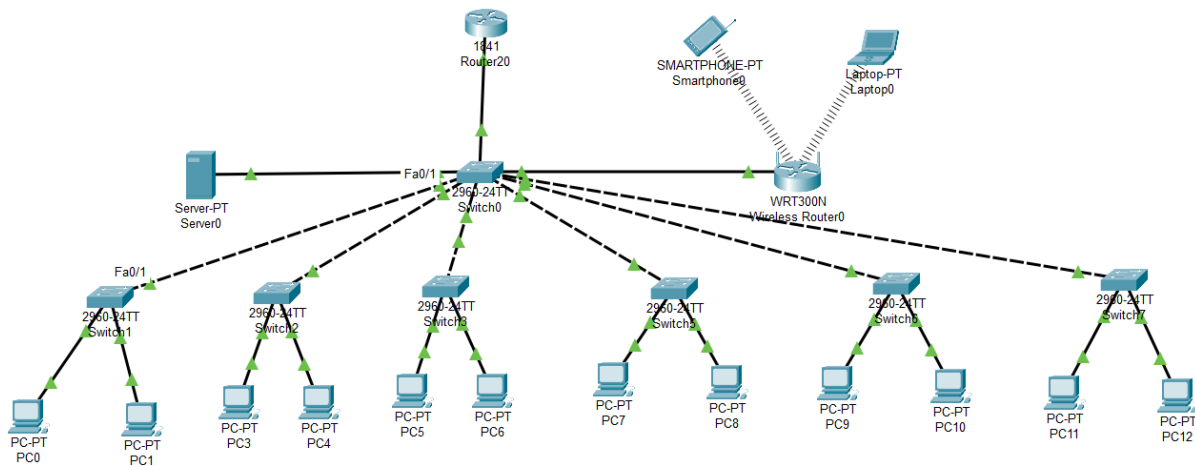 1841
Router20
SMARTPHONE-PT
Smartphone0
Laptop-PT
Laptop0
Server-PT
Server0
Fa0/1
2960-24TT
Switch0
WRT300N
Wireless Router0
Fa0/1
2960-24TT
Switch1
2960-24TT
Switch2
2960-24TT
Switch3
2960-24TT
Switch5
2960-24TT
Switch6
2960-24TT
Switch7
PC-PT
PC0
PC-PT
PC1
PC-PT
PC3
PC-PT
PC4
PC-PT
PC5
PC-PT
PC6
PC-PT
PC7
PC-PT
PC8
PC-PT
PC9
PC-PT
PC10
PC-PT
PC11
PC-PT
PC12